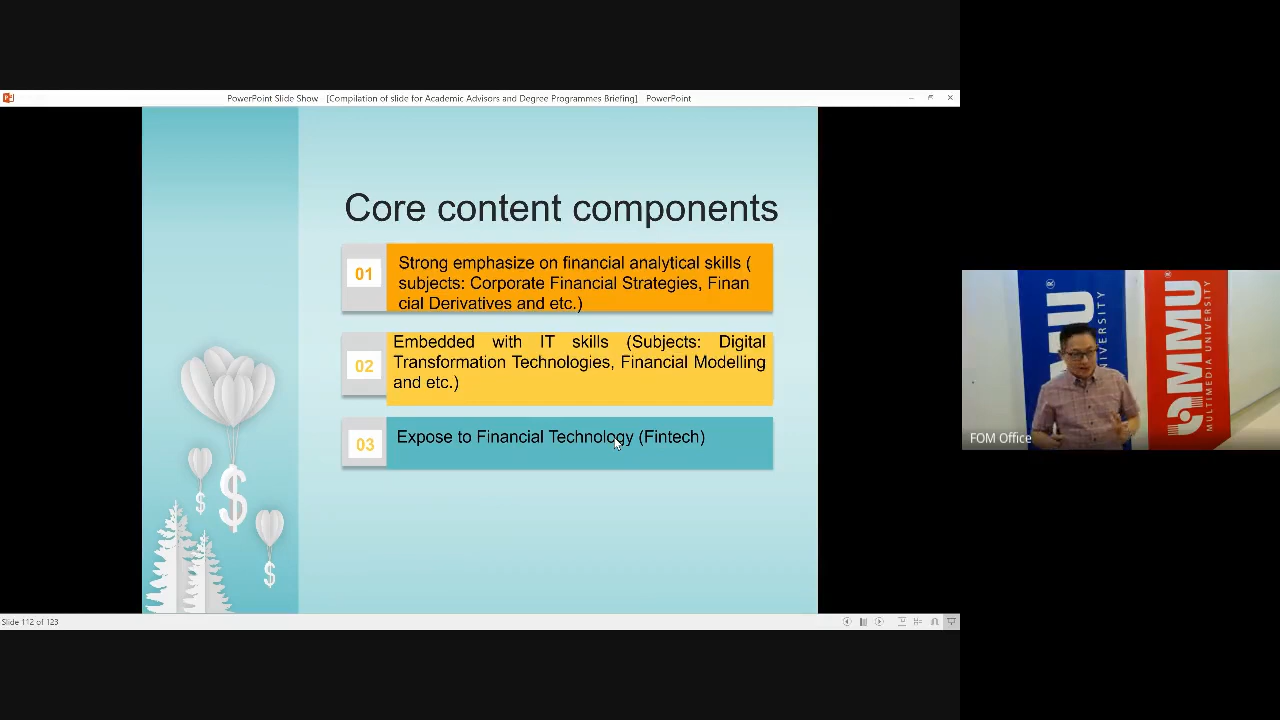 PowerPoint Slide Show - [Compilation of slide for Academic Advisors and Degree Programmes Briefing] - PowerPoint
Core content components
01
Strong emphasize on financial analytical skills (
subjects: Corporate Financial Strategies, Finan
cial Derivatives and etc.)
02
Embedded with IT skills (Subjects: Digital
Transformation Technologies, Financial Modelling
and etc.)
03
Expose to Financial Technology (Fintech)
$
$
$
Slide 112 of 123
MU
IVERSITY
®
MMU
MULTIMEDIA UNIVERSITY
®
FOM Office